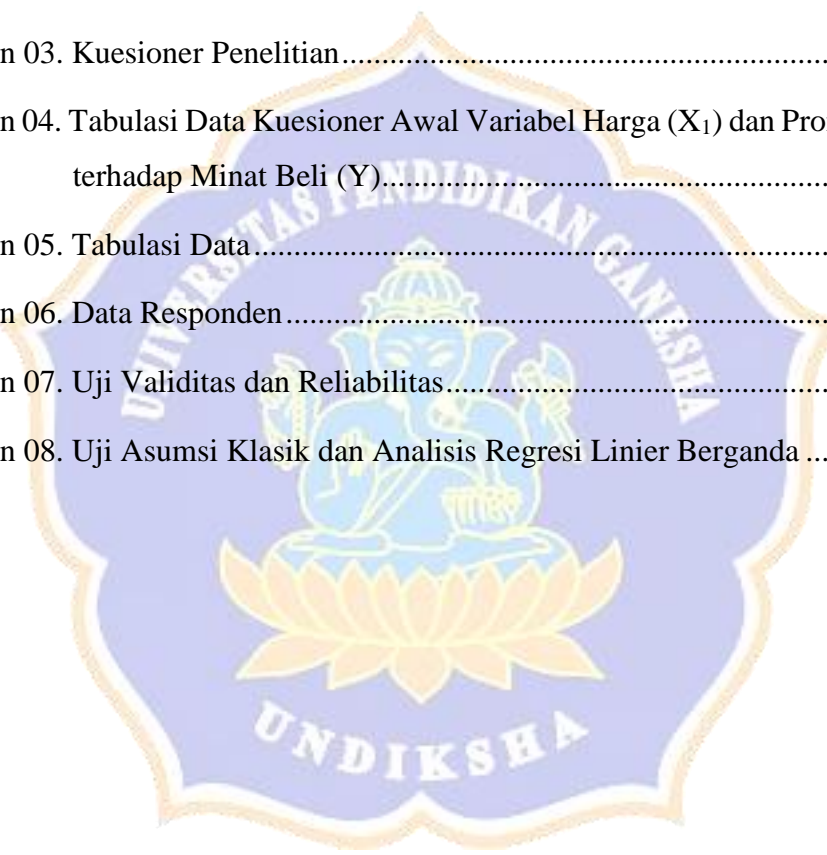 n 03. Kuesioner Penelitian..........................................................................
n 04. Tabulasi Data Kuesioner Awal Variabel Harga (X₁) dan Pro
terhadap Minat Beli (Y)....................................................................
n 05. Tabulasi Data........................................................................................
n 06. Data Responden..................................................................................
n 07. Uji Validitas dan Reliabilitas..........................................................
n 08. Uji Asumsi Klasik dan Analisis Regresi Linier Berganda ...
UNIVERSITAS PENDIDIKAN GANESHA
UNDIKSHA